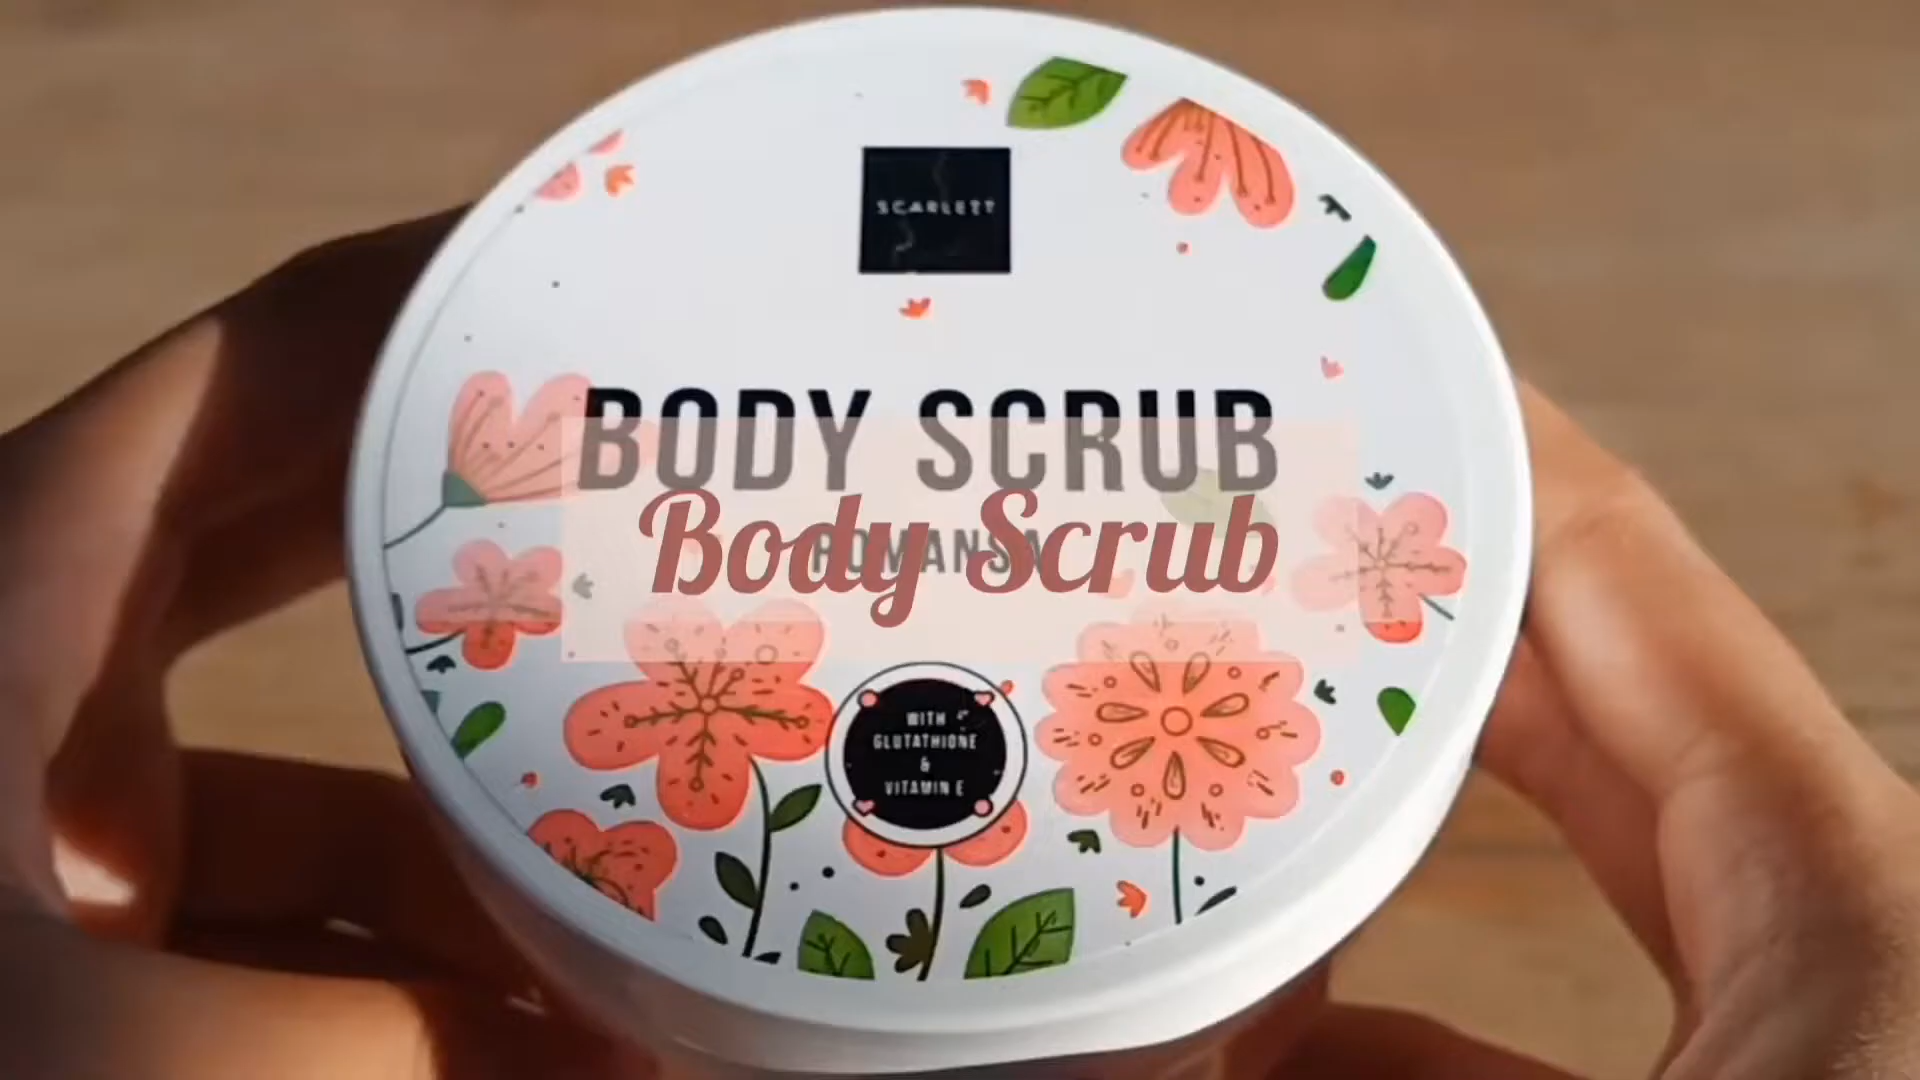 SCARLETT
BODY SCRUB
Body Scrub
ROMANSA
WITH
GLUTATHIONE
&
VITAMIN E